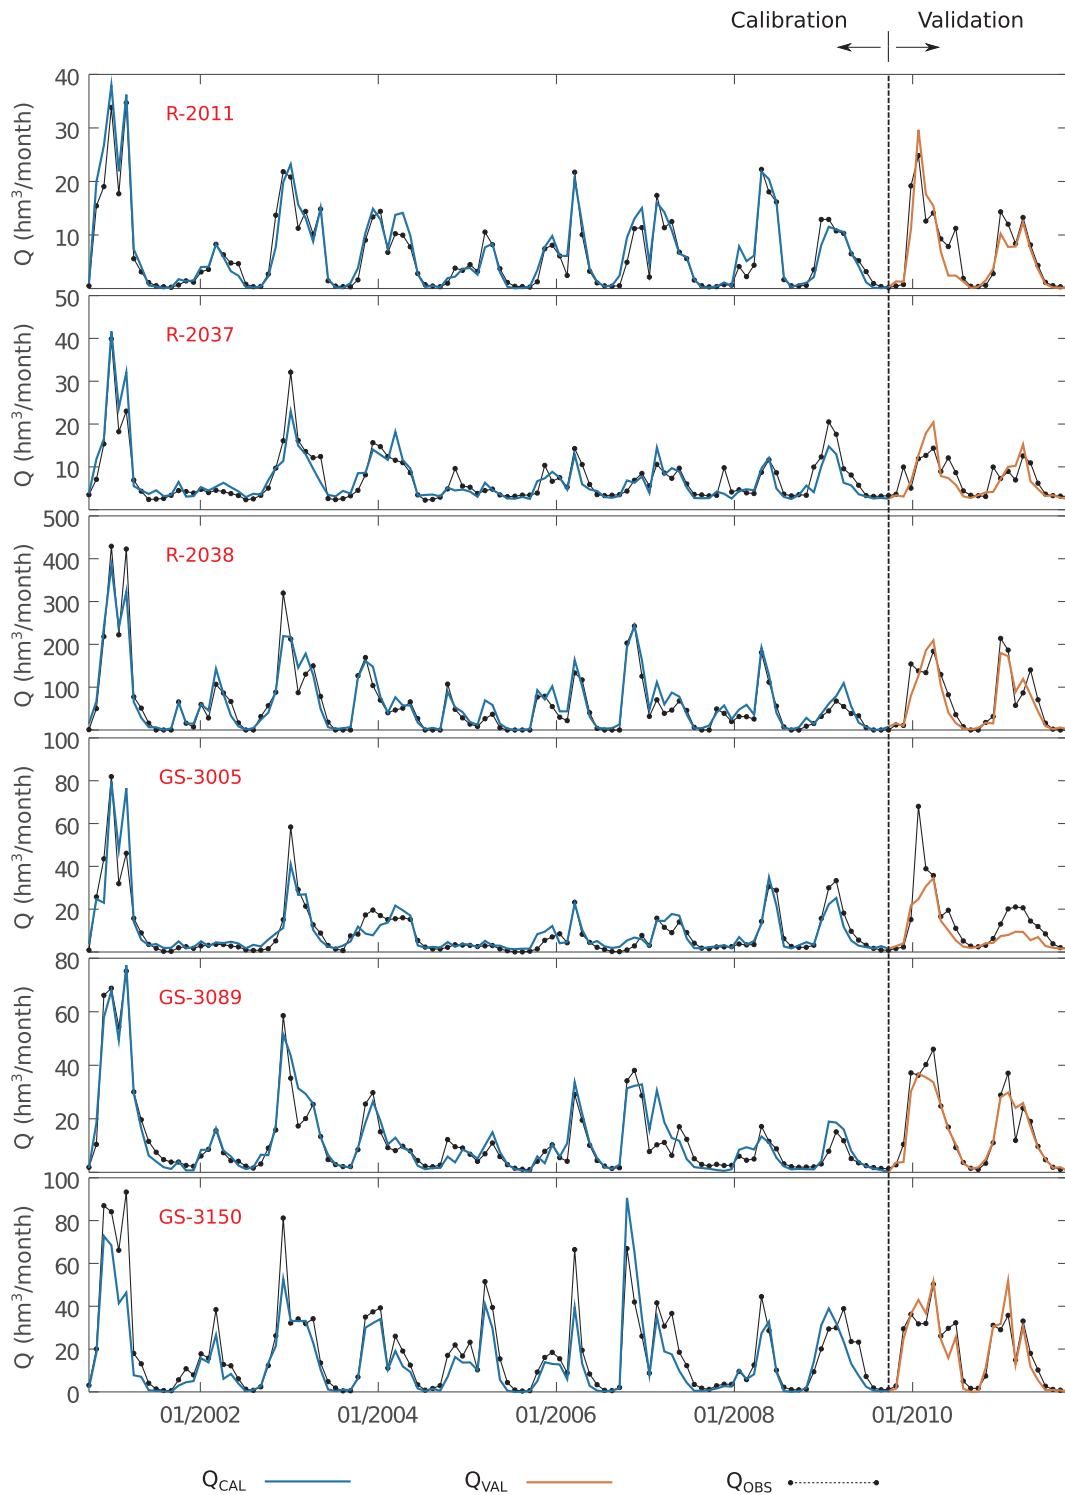 Calibration Validation
40
30
20
10
Q (hm³/month)
R-2011
50
40
30
20
10
Q (hm³/month)
R-2037
500
400
300
200
100
Q (hm³/month)
R-2038
100
80
60
40
20
Q (hm³/month)
GS-3005
80
60
40
20
Q (hm³/month)
GS-3089
100
80
60
40
20
0
Q (hm³/month)
GS-3150
01/2002 01/2004 01/2006 01/2008 01/2010
Q_CAL Q_VAL Q_OBS